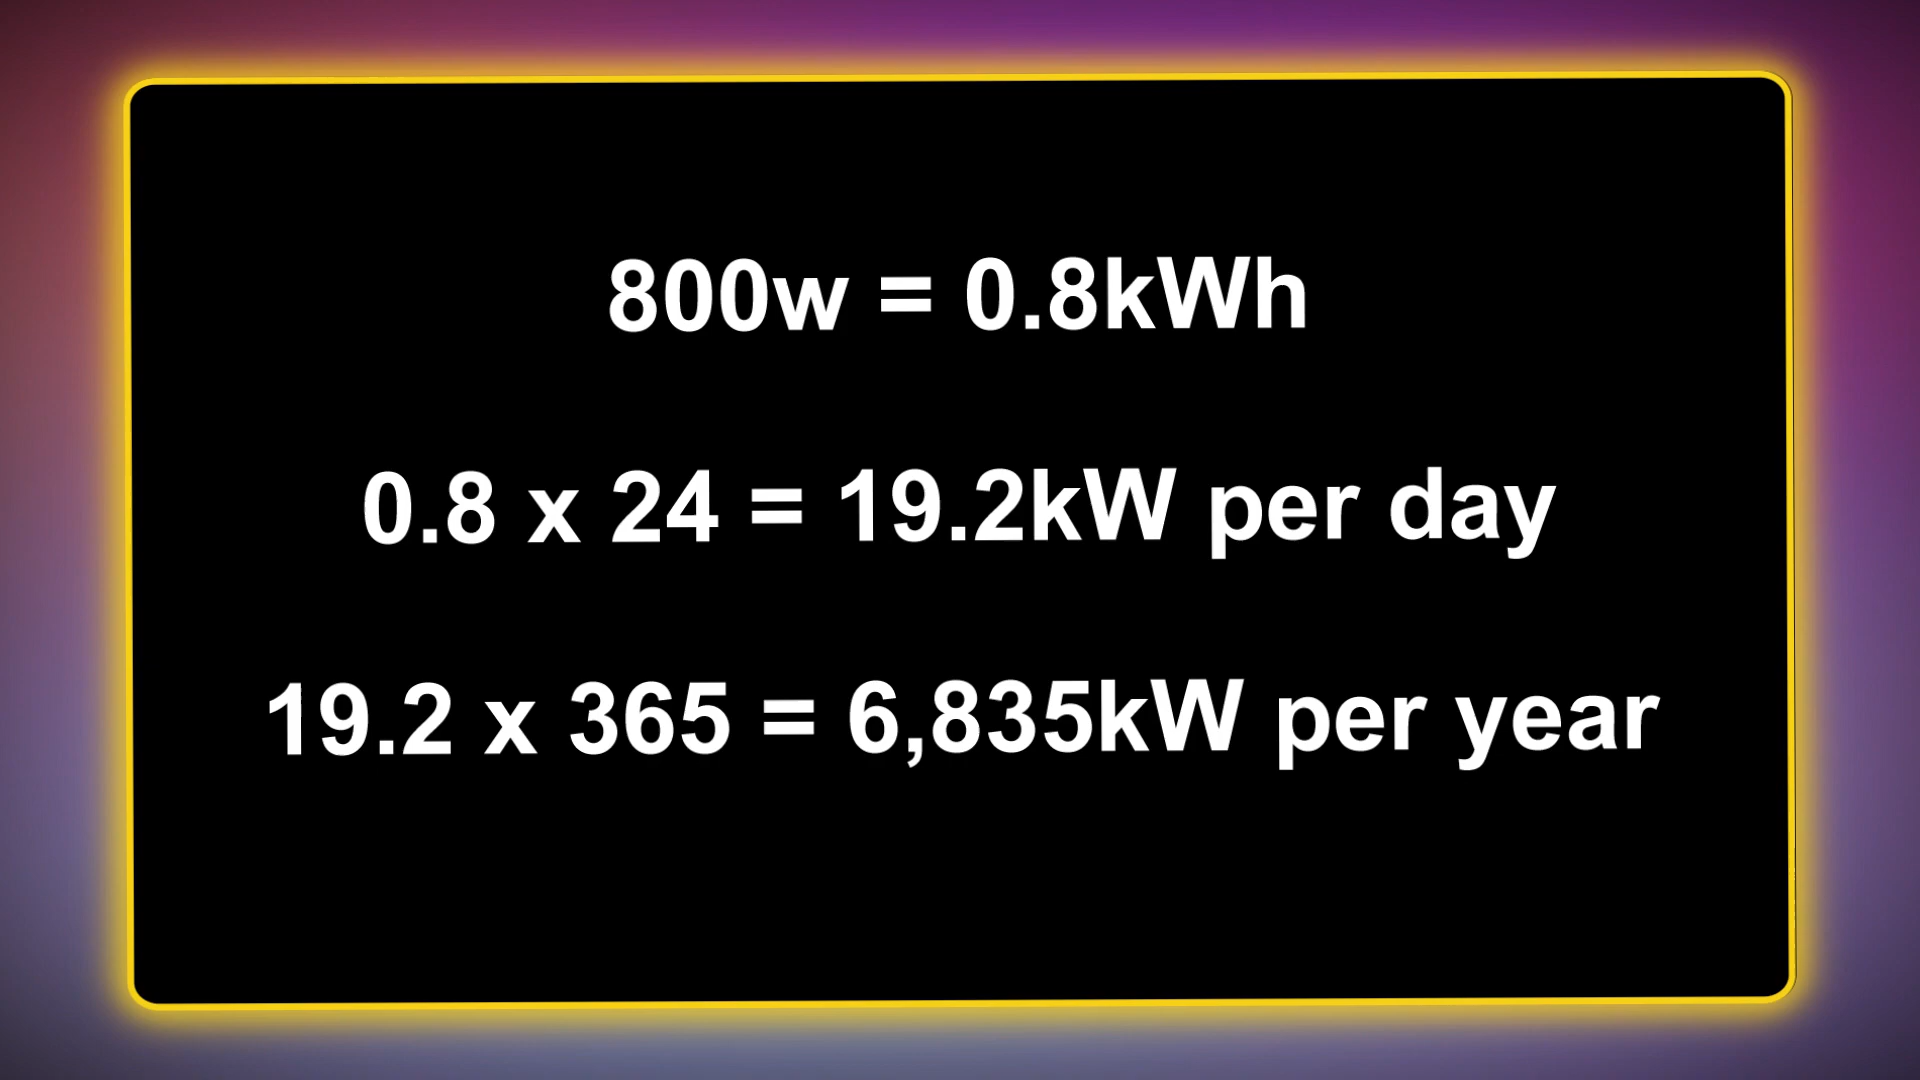 800w = 0.8kWh
0.8 x 24 = 19.2kW per day
19.2 x 365 = 6,835kW per year